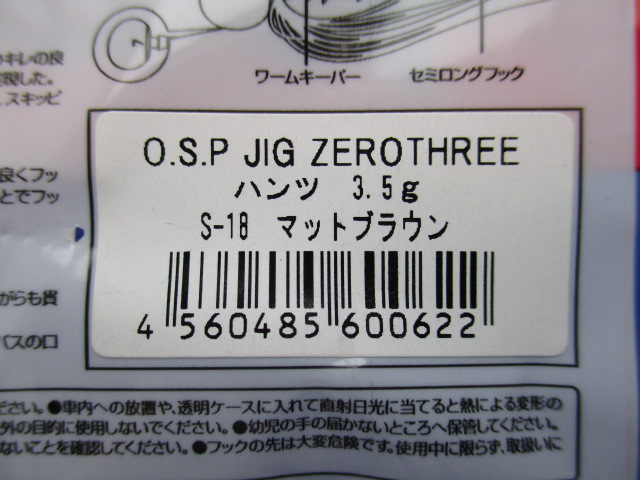 のキレの良
ワームキーパー
セミロングフック
スキッピ
O.S.P JIG ZEROTHREE
ハンツ 3.5g
S-18 マットブラウン
4 560485 600622
良くフッ
とでフッ
がらも貫
バスの口
ださい。●車内への放置や、透明ケースに入れて直射日光に当てると熱による変形の
外の目的に使用しないでください。●幼児の手の届かないところへ保管してください。
ないことを確認してください。●フックの先は大変危険です。使用中に限らず、取扱いに